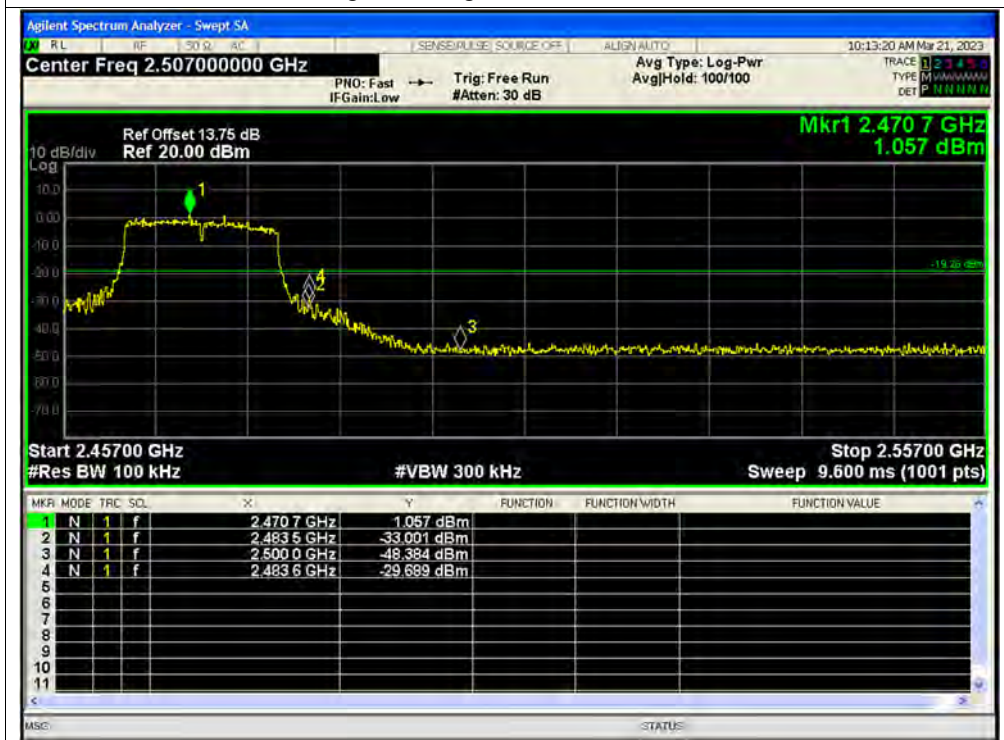 Agilent Spectrum Analyzer - Swept SA
RL RF 50 Ω AC SENSE:PULSE SOURCE OFF ALIGN AUTO 10:13:20 AM Mar 21, 2023
Center Freq 2.507000000 GHz
PNO: Fast
IFGain:Low
Trig: Free Run
#Atten: 30 dB
Avg Type: Log-Pwr
Avg|Hold: 100/100
TRACE 1 2 3 4 5 6
TYPE M WWWWW
DET P N N N N N
Mkr1 2.470 7 GHz
1.057 dBm
Ref Offset 13.75 dB
10 dB/div Ref 20.00 dBm
Log
10.0
1
0.00
-10.0
-19.26 dBm
-20.0
4
2
-30.0
-40.0
3
-50.0
-60.0
-70.0
Start 2.45700 GHz Stop 2.55700 GHz
#Res BW 100 kHz #VBW 300 kHz Sweep 9.600 ms (1001 pts)
MKR MODE TRC SCL X Y FUNCTION FUNCTION WIDTH FUNCTION VALUE
1 N 1 f 2.470 7 GHz 1.057 dBm
2 N 1 f 2.483 5 GHz -33.001 dBm
3 N 1 f 2.500 0 GHz -48.384 dBm
4 N 1 f 2.483 6 GHz -29.689 dBm
5
6
7
8
9
10
11
MSG STATUS